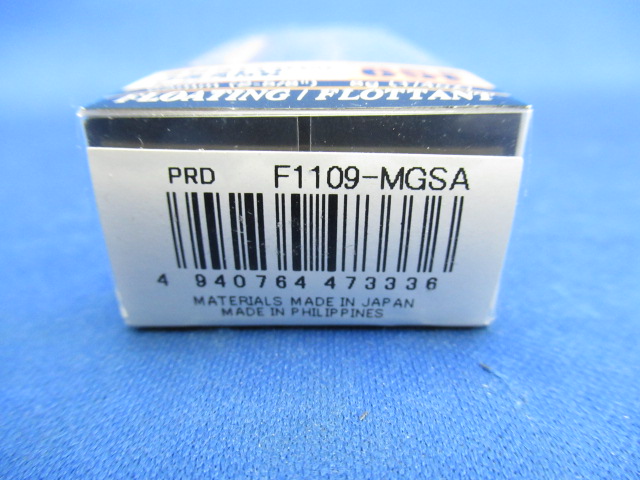 FLOATING / FLOTTANT
PRD F1109-MGSA
4 940764 473336
MATERIALS MADE IN JAPAN
MADE IN PHILIPPINES